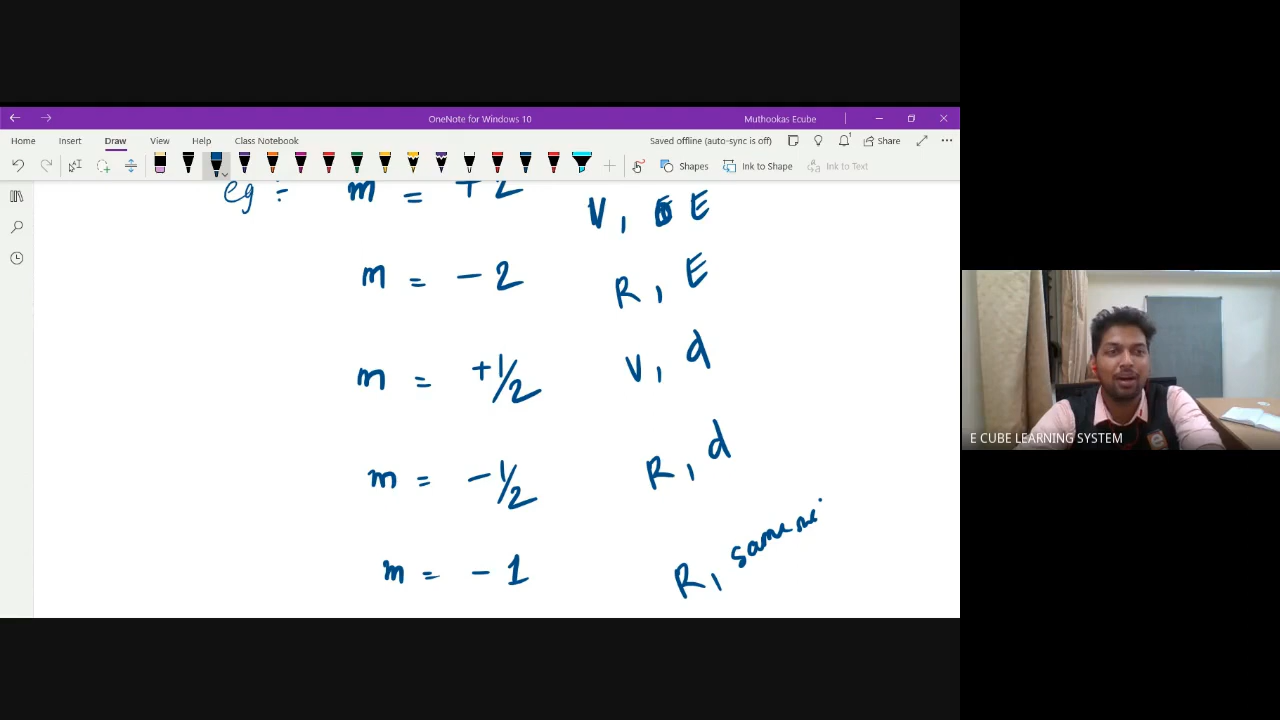 OneNote for Windows 10
Muthookas Ecube
Home Insert Draw View Help Class Notebook
Saved offline (auto-sync is off)
Share
Shapes Ink to Shape Ink to Text
eg :- m = +2 V, E
m = -2 R, E
m = +1/2 V, d
m = -1/2 R, d
m = -1 R, same
E CUBE LEARNING SYSTEM